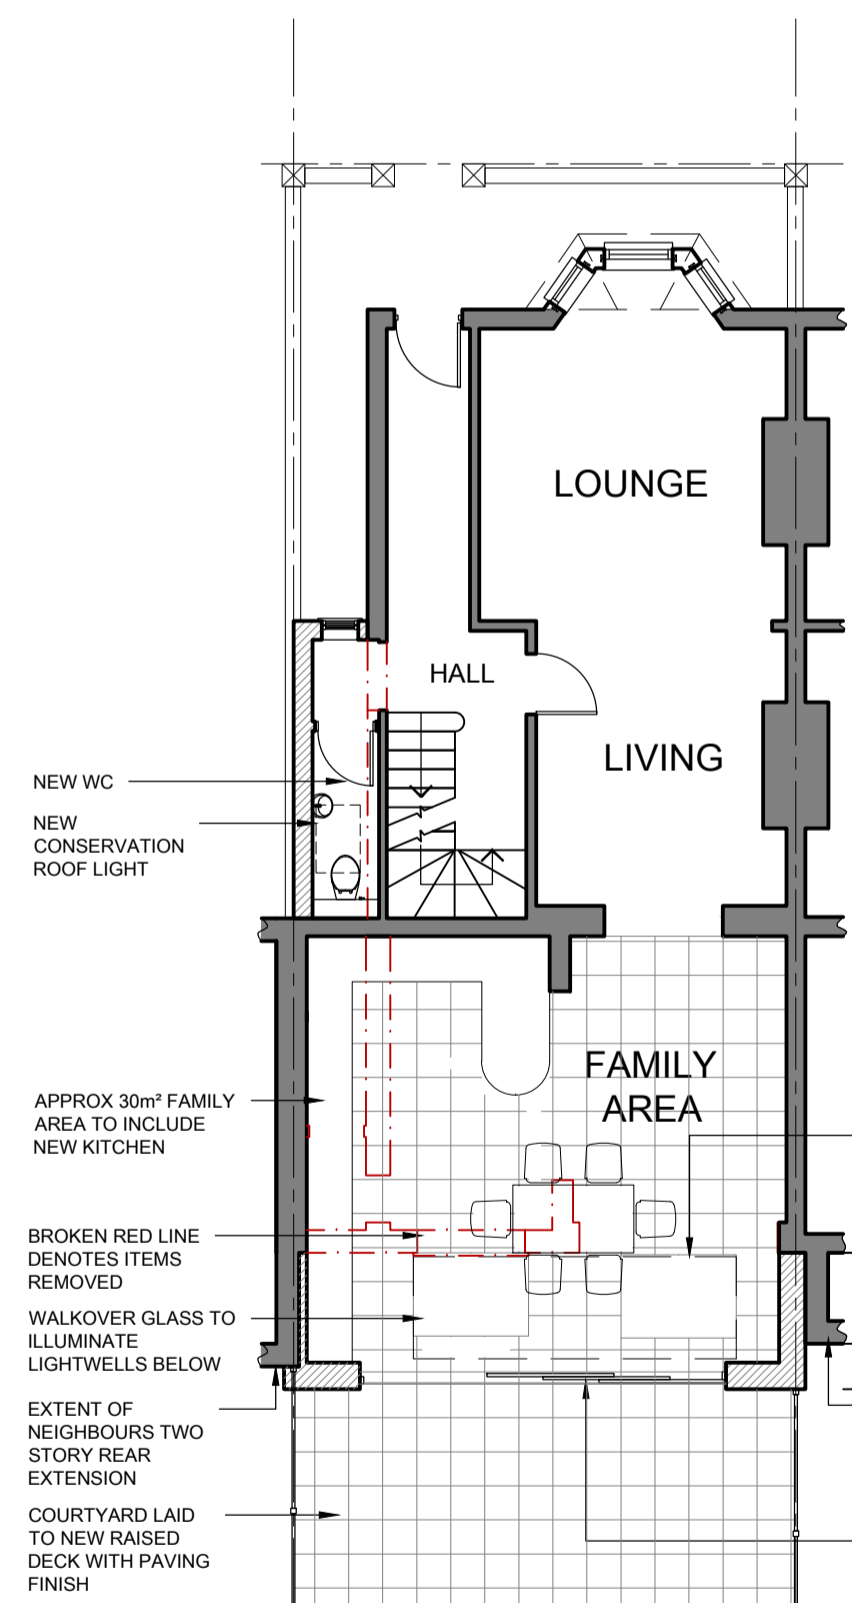 LOUNGE
HALL
LIVING
NEW WC
NEW
CONSERVATION
ROOF LIGHT
FAMILY
AREA
APPROX 30m² FAMILY
AREA TO INCLUDE
NEW KITCHEN
BROKEN RED LINE
DENOTES ITEMS
REMOVED
WALKOVER GLASS TO
ILLUMINATE
LIGHTWELLS BELOW
EXTENT OF
NEIGHBOURS TWO
STORY REAR
EXTENSION
COURTYARD LAID
TO NEW RAISED
DECK WITH PAVING
FINISH